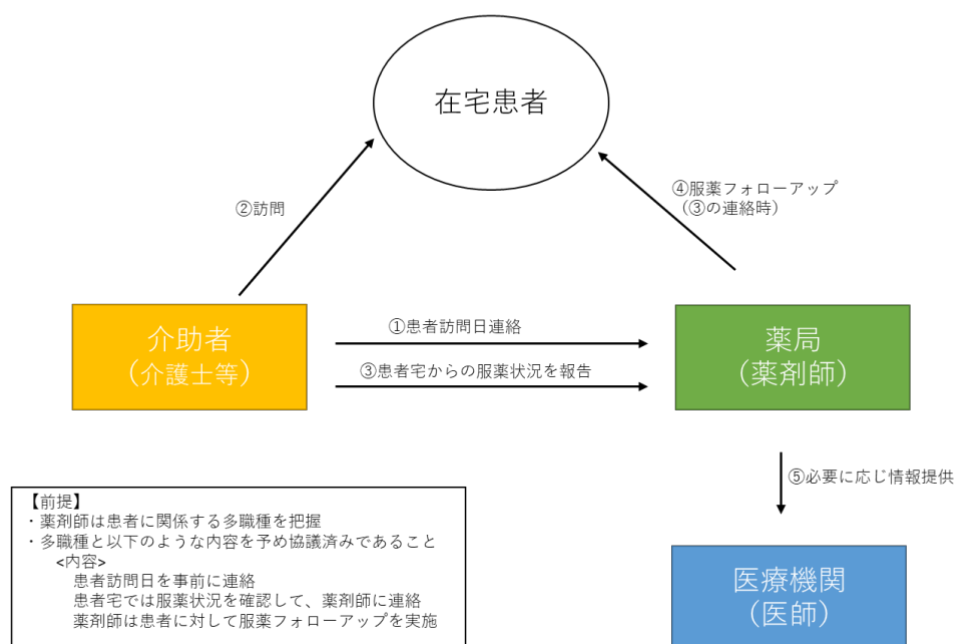 在宅患者
②訪問
④服薬フォローアップ
（③の連絡時）
介助者
（介護士等）
①患者訪問日連絡
③患者宅からの服薬状況を報告
薬局
（薬剤師）
⑤必要に応じ情報提供
【前提】
・薬剤師は患者に関係する多職種を把握
・多職種と以下のような内容を予め協議済みであること
<内容>
患者訪問日を事前に連絡
患者宅では服薬状況を確認して、薬剤師に連絡
薬剤師は患者に対して服薬フォローアップを実施
医療機関
（医師）